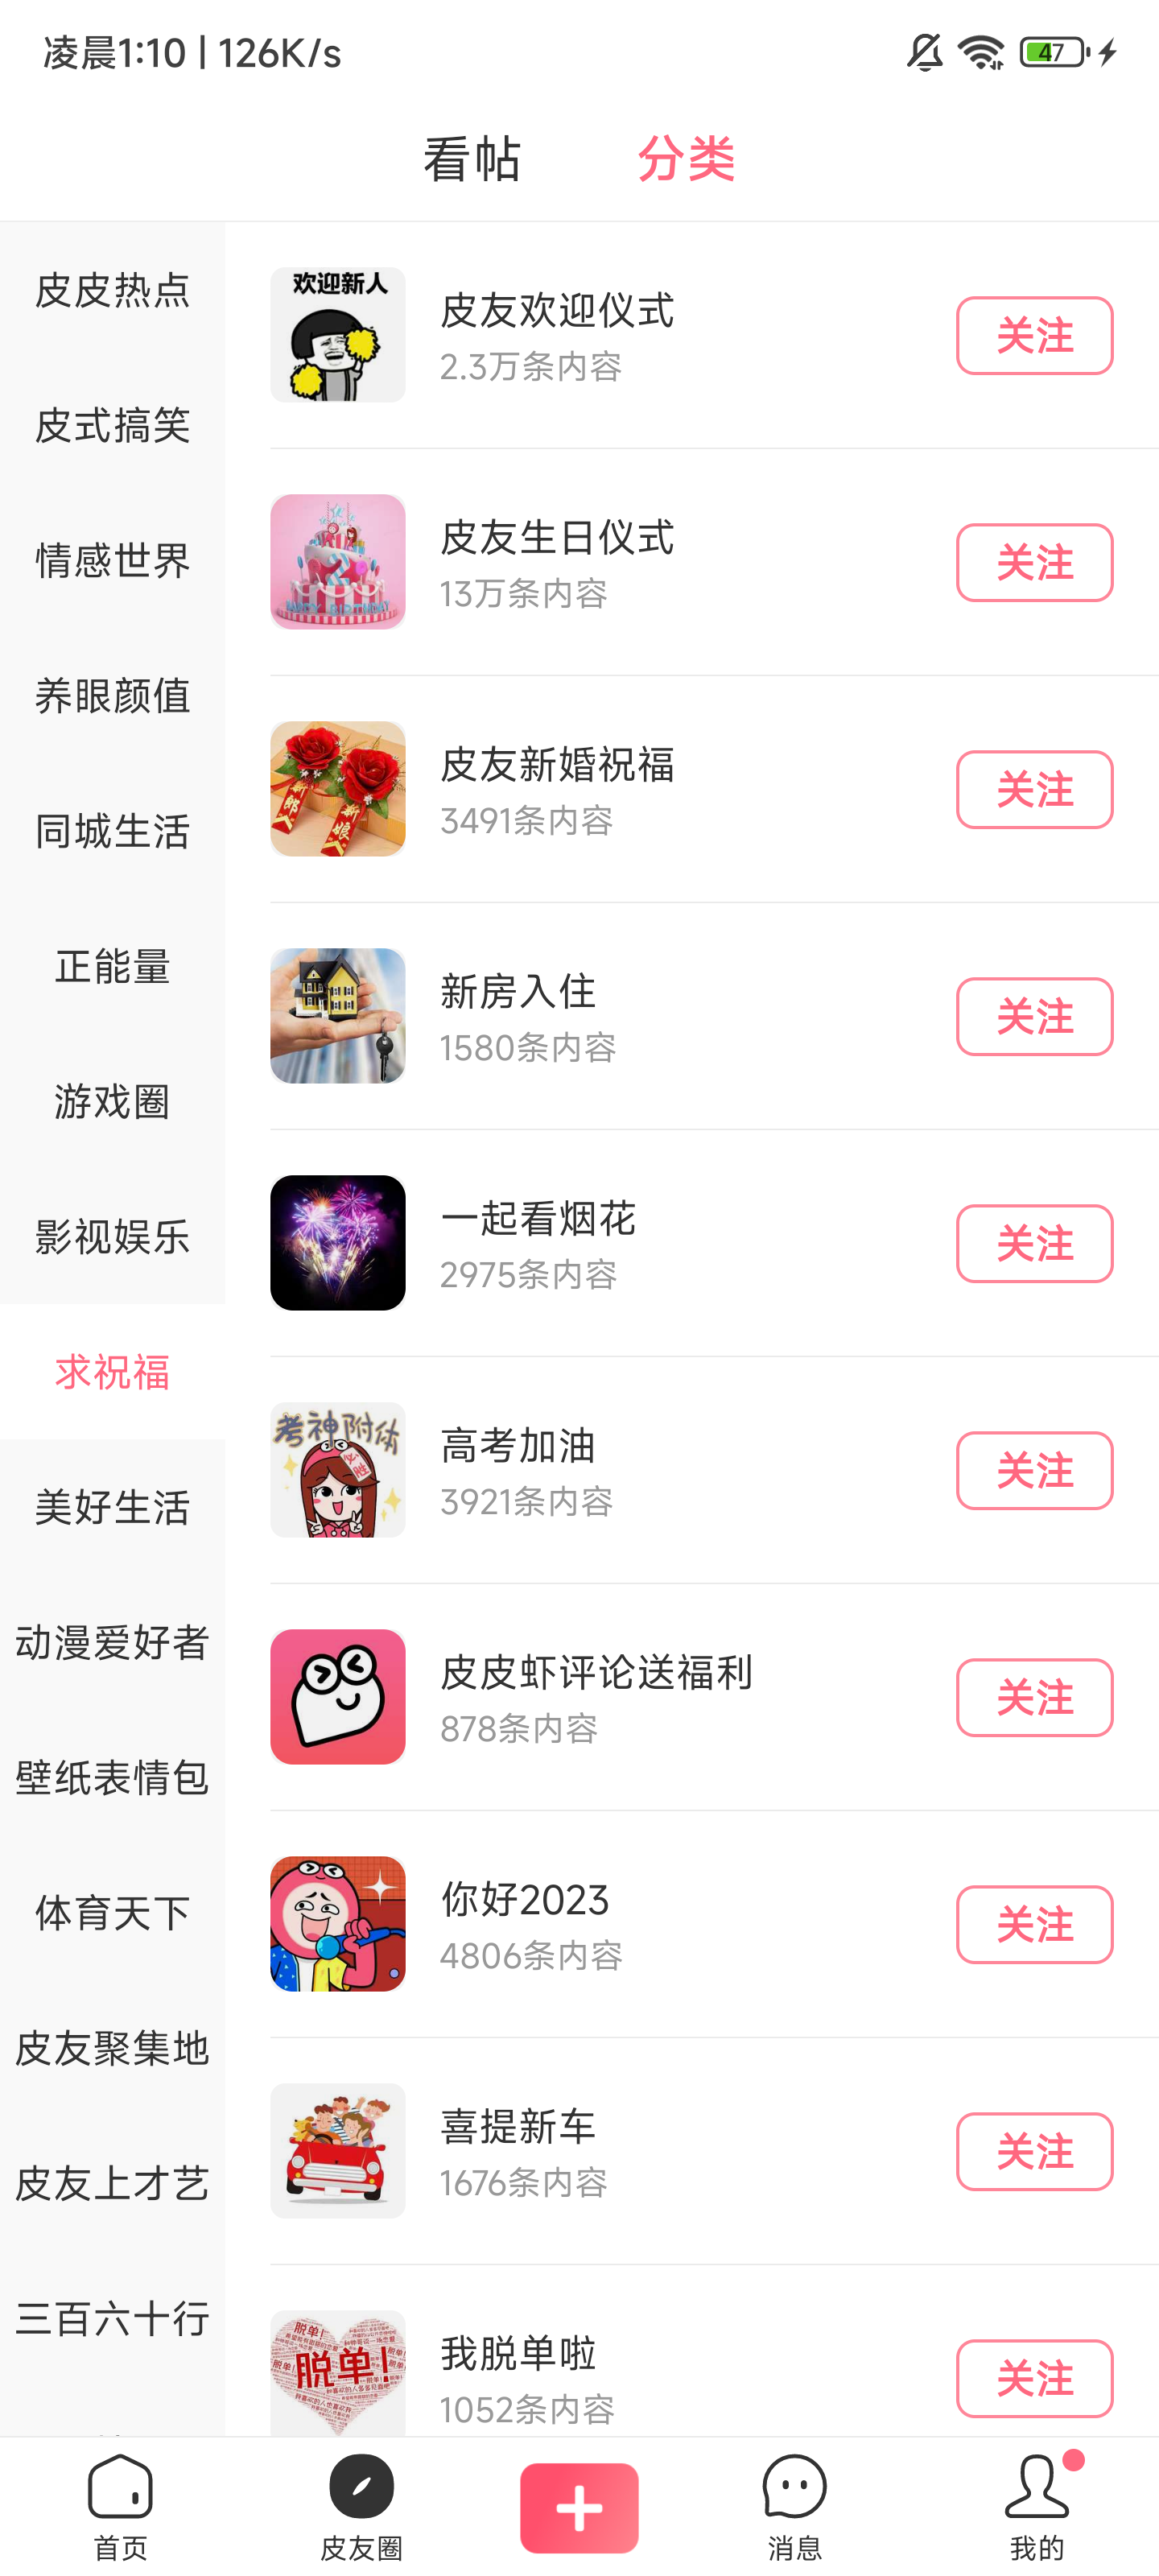 凌晨1:10 | 126K/s
47
看帖
分类
皮皮热点
皮式搞笑
情感世界
养眼颜值
同城生活
正能量
游戏圈
影视娱乐
求祝福
美好生活
动漫爱好者
壁纸表情包
体育天下
皮友聚集地
皮友上才艺
三百六十行
欢迎新人
皮友欢迎仪式
2.3万条内容
关注
2
HAPPY BIRTHDAY
皮友生日仪式
13万条内容
关注
新郎
新娘
皮友新婚祝福
3491条内容
关注
新房入住
1580条内容
关注
一起看烟花
2975条内容
关注
考神附体
必胜
高考加油
3921条内容
关注
皮皮虾评论送福利
878条内容
关注
你好2023
4806条内容
关注
喜提新车
1676条内容
关注
脱单!
脱单!
我脱单啦
1052条内容
关注
首页
皮友圈
消息
我的